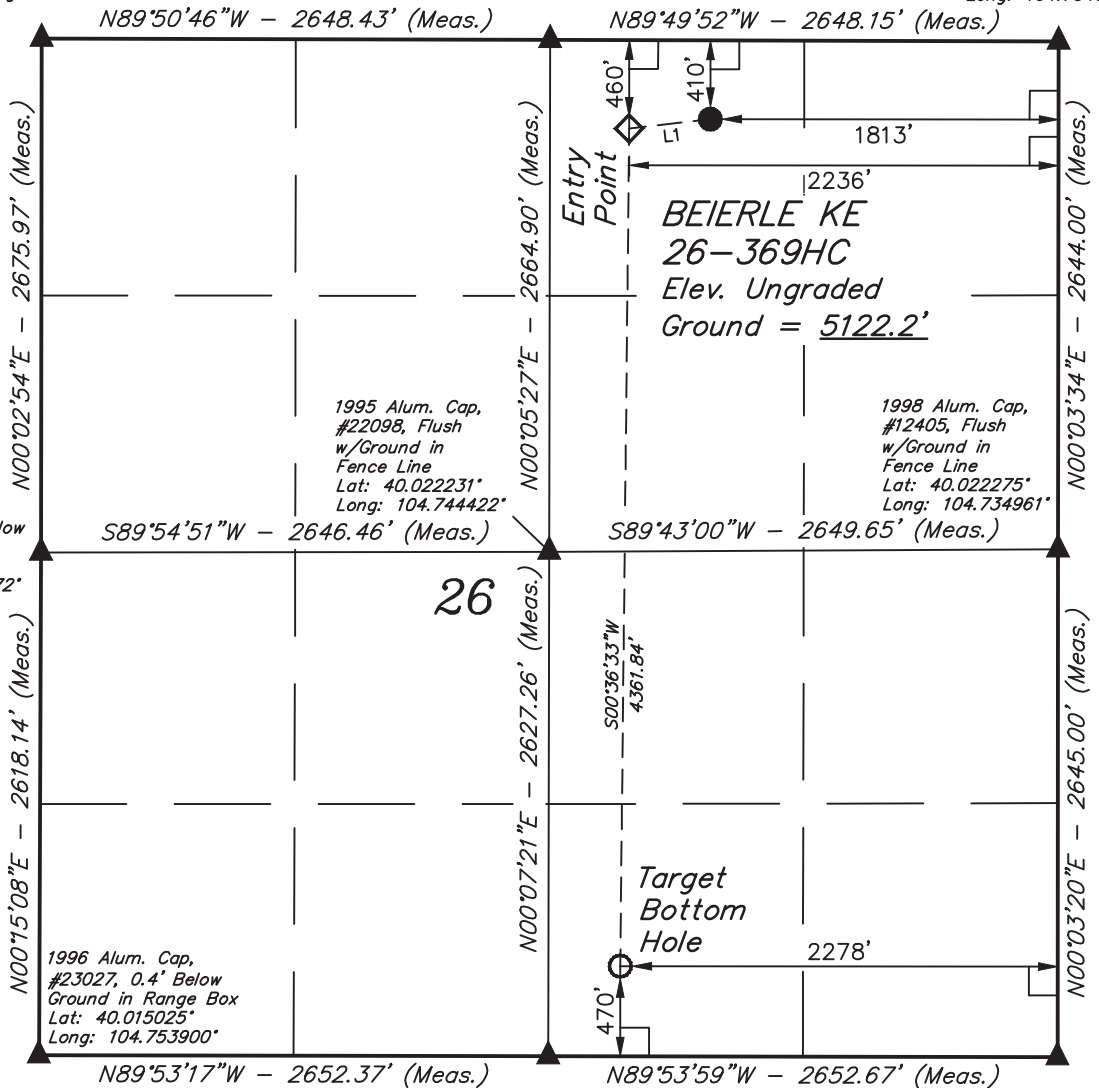 N89°50'46"W - 2648.43' (Meas.)
N89°49'52"W - 2648.15' (Meas.)
N00°02'54"E - 2675.97' (Meas.)
N00°05'27"E - 2664.90' (Meas.)
N00°03'34"E - 2644.00' (Meas.)
460'
410'
L1
1813'
2236'
Entry
Point
BEIERLE KE
26-369HC
Elev. Ungraded
Ground = 5122.2'
1995 Alum. Cap,
#22098, Flush
w/Ground in
Fence Line
Lat: 40.022231°
Long: 104.744422°
1998 Alum. Cap,
#12405, Flush
w/Ground in
Fence Line
Lat: 40.022275°
Long: 104.734961°
S89°54'51"W - 2646.46' (Meas.)
S89°43'00"W - 2649.65' (Meas.)
26
N00°15'08"E - 2618.14' (Meas.)
N00°07'21"E - 2627.26' (Meas.)
S00°36'33"W
4361.84'
N00°03'20"E - 2645.00' (Meas.)
Target
Bottom
Hole
2278'
470'
1996 Alum. Cap,
#23027, 0.4' Below
Ground in Range Box
Lat: 40.015025°
Long: 104.753900°
N89°53'17"W - 2652.37' (Meas.)
N89°53'59"W - 2652.67' (Meas.)